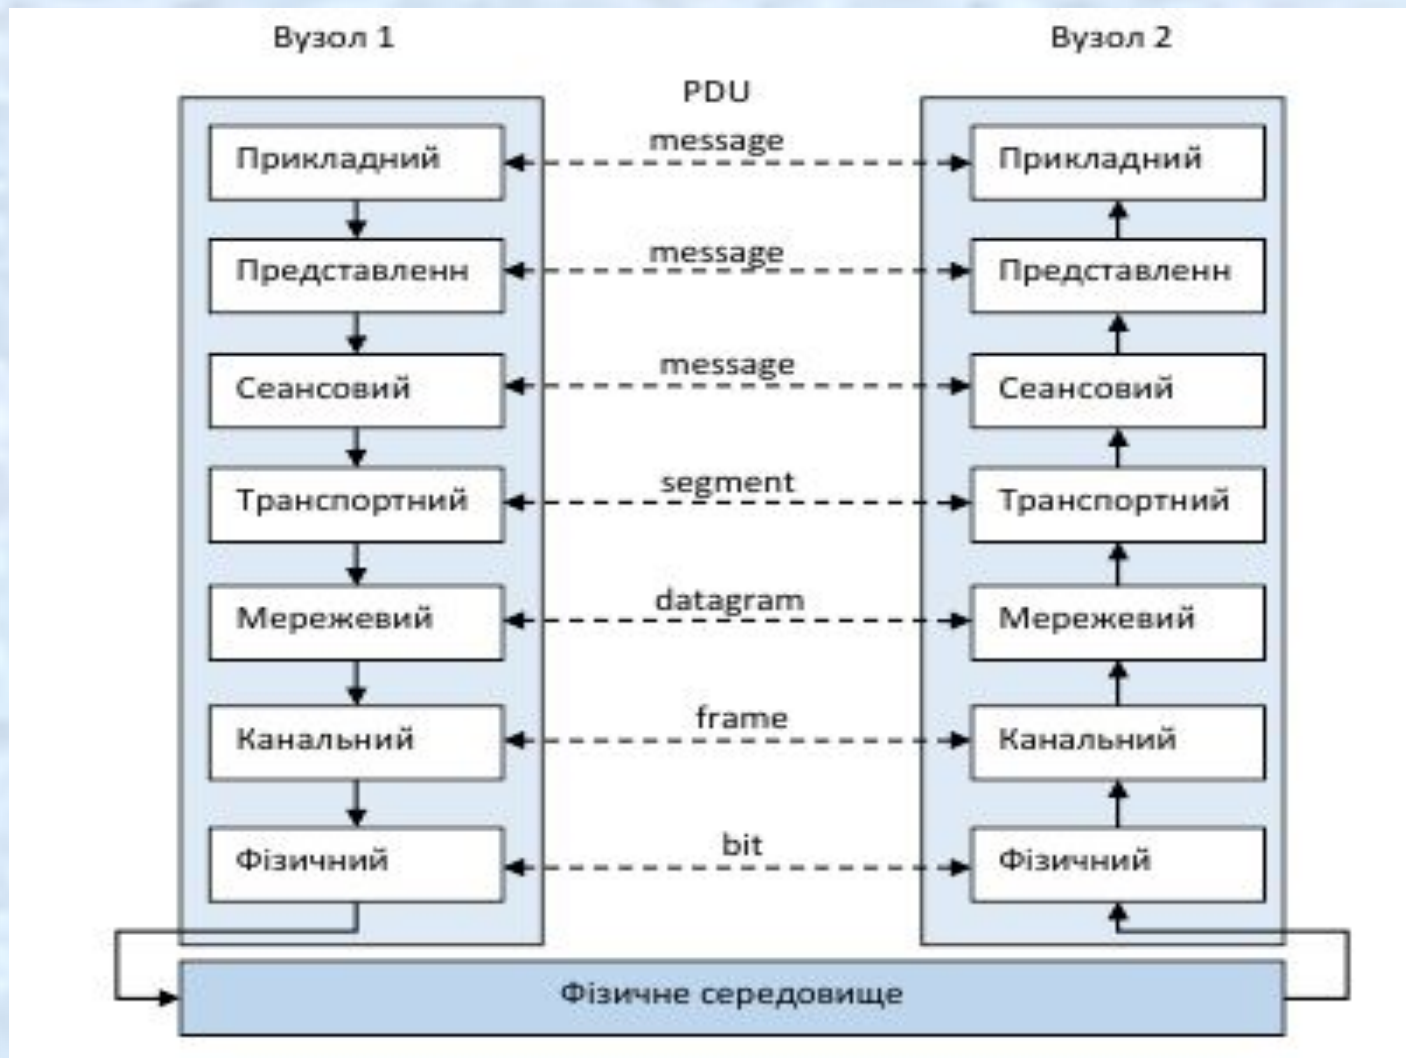 Вузол 1
Вузол 2
PDU
Прикладний
message
Прикладний
Представленн
message
Представленн
Сеансовий
message
Сеансовий
Транспортний
segment
Транспортний
Мережевий
datagram
Мережевий
Канальний
frame
Канальний
Фізичний
bit
Фізичний
Фізичне середовище